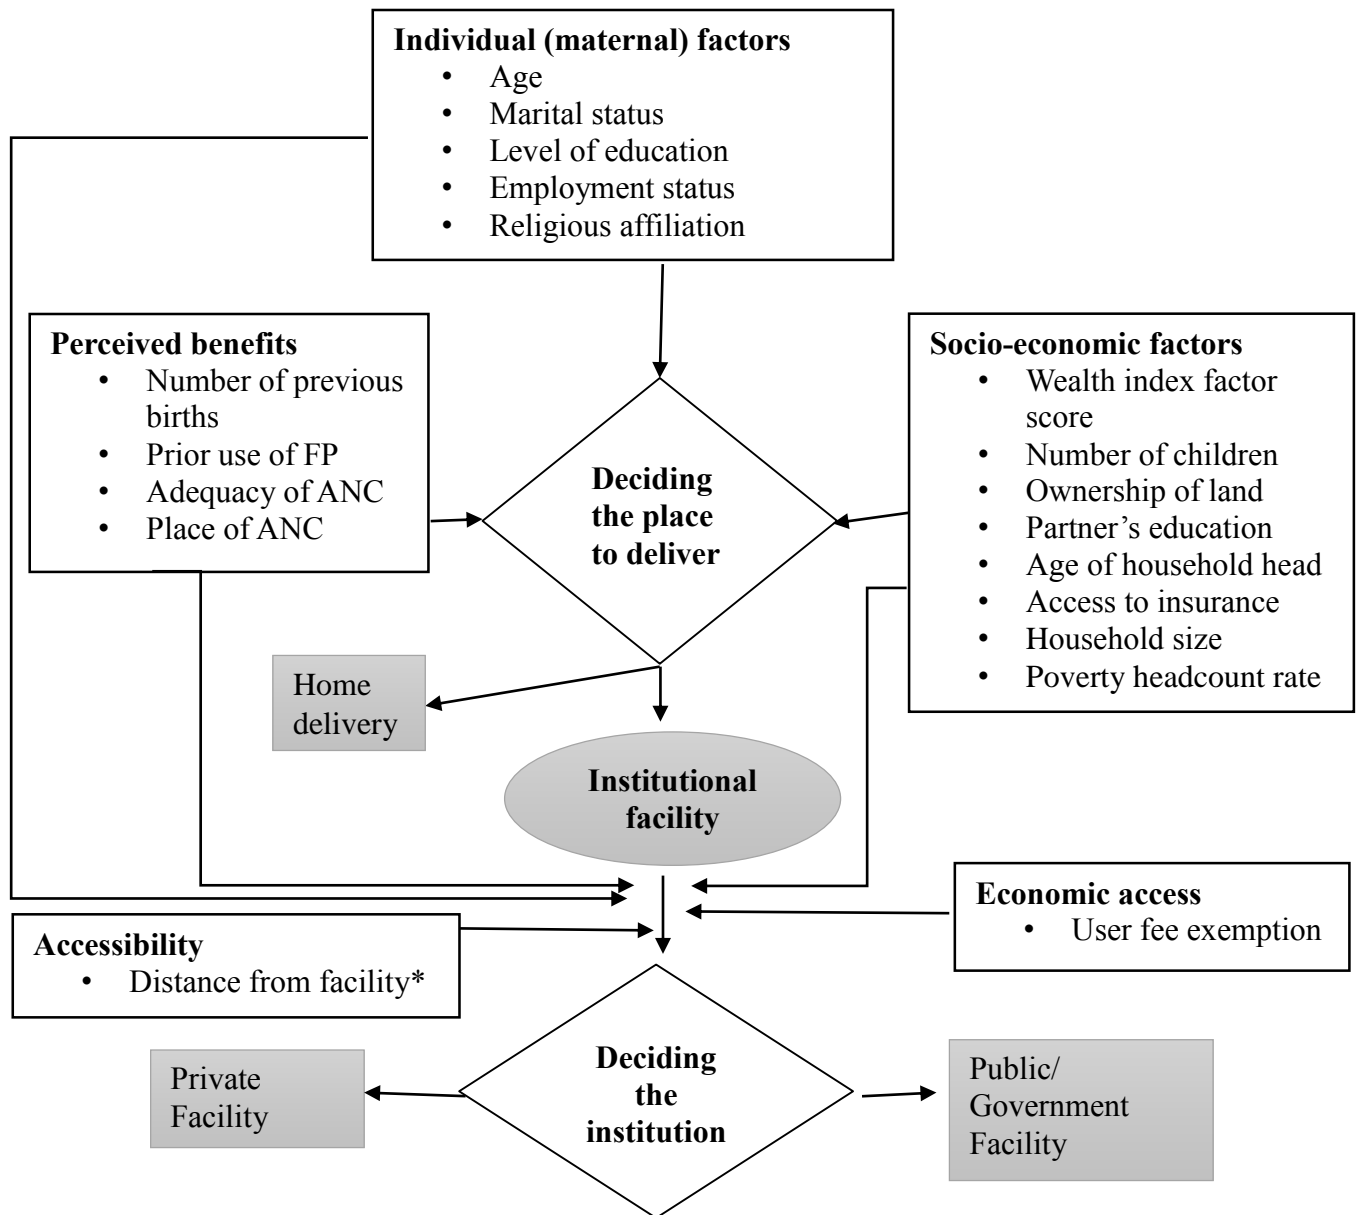 Individual (maternal) factors
• Age
• Marital status
• Level of education
• Employment status
• Religious affiliation
Perceived benefits
• Number of previous
births
• Prior use of FP
• Adequacy of ANC
• Place of ANC
Deciding
the place
to deliver
Socio-economic factors
• Wealth index factor
score
• Number of children
• Ownership of land
• Partner’s education
• Age of household head
• Access to insurance
• Household size
• Poverty headcount rate
Home
delivery
Institutional
facility
Economic access
• User fee exemption
Accessibility
• Distance from facility*
Private
Facility
Deciding
the
institution
Public/
Government
Facility